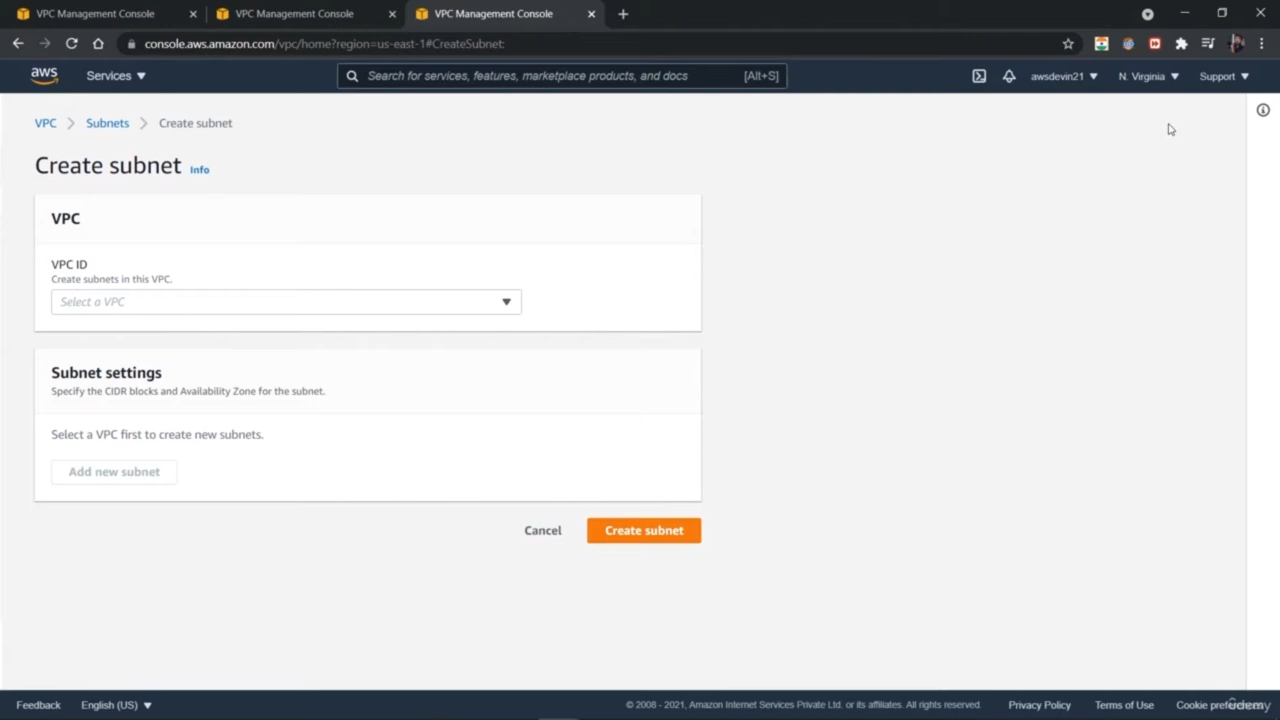 VPC Management Console
VPC Management Console
VPC Management Console
console.aws.amazon.com/vpc/home?region=us-east-1#CreateSubnet:
aws
Services
Search for services, features, marketplace products, and docs
[Alt+S]
awsdevin21
N. Virginia
Support
VPC
Subnets
Create subnet
Create subnet
Info
VPC
VPC ID
Create subnets in this VPC.
Select a VPC
Subnet settings
Specify the CIDR blocks and Availability Zone for the subnet.
Select a VPC first to create new subnets.
Add new subnet
Cancel
Create subnet
Feedback
English (US)
© 2008 - 2021, Amazon Internet Services Private Ltd. or its affiliates. All rights reserved.
Privacy Policy
Terms of Use
Cookie preferences
Udemy